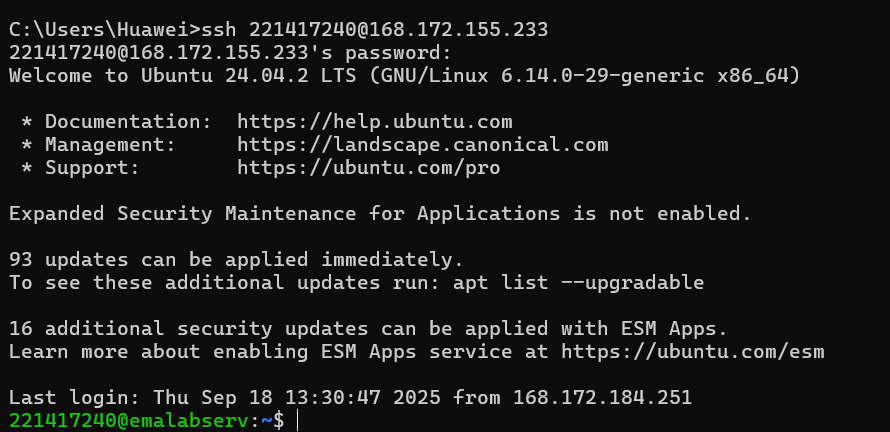 C:\Users\Huawei>ssh 221417240@168.172.155.233
221417240@168.172.155.233's password:
Welcome to Ubuntu 24.04.2 LTS (GNU/Linux 6.14.0-29-generic x86_64)

 * Documentation:  https://help.ubuntu.com
 * Management:     https://landscape.canonical.com
 * Support:        https://ubuntu.com/pro

Expanded Security Maintenance for Applications is not enabled.

93 updates can be applied immediately.
To see these additional updates run: apt list --upgradable

16 additional security updates can be applied with ESM Apps.
Learn more about enabling ESM Apps service at https://ubuntu.com/esm

Last login: Thu Sep 18 13:30:47 2025 from 168.172.184.251
221417240@emalabserv:~$